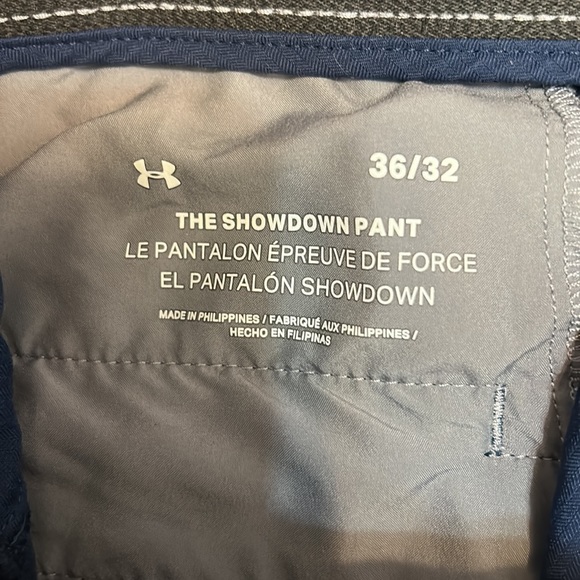 36/32
THE SHOWDOWN PANT
LE PANTALON ÉPREUVE DE FORCE
EL PANTALÓN SHOWDOWN
MADE IN PHILIPPINES / FABRIQUÉ AUX PHILIPPINES /
HECHO EN FILIPINAS